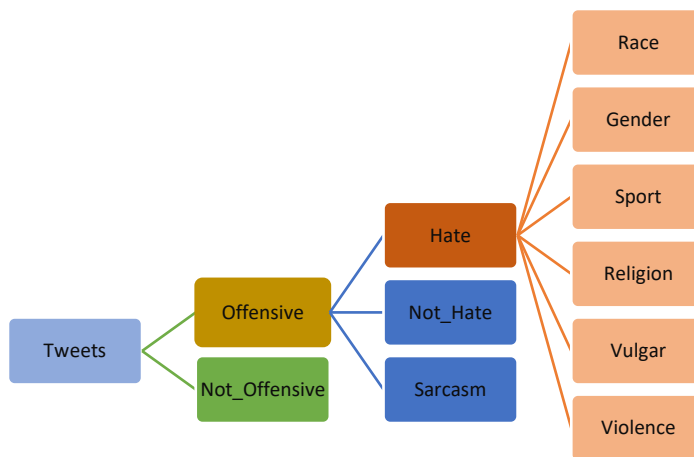 Tweets
Offensive
Not_Offensive
Hate
Not_Hate
Sarcasm
Race
Gender
Sport
Religion
Vulgar
Violence